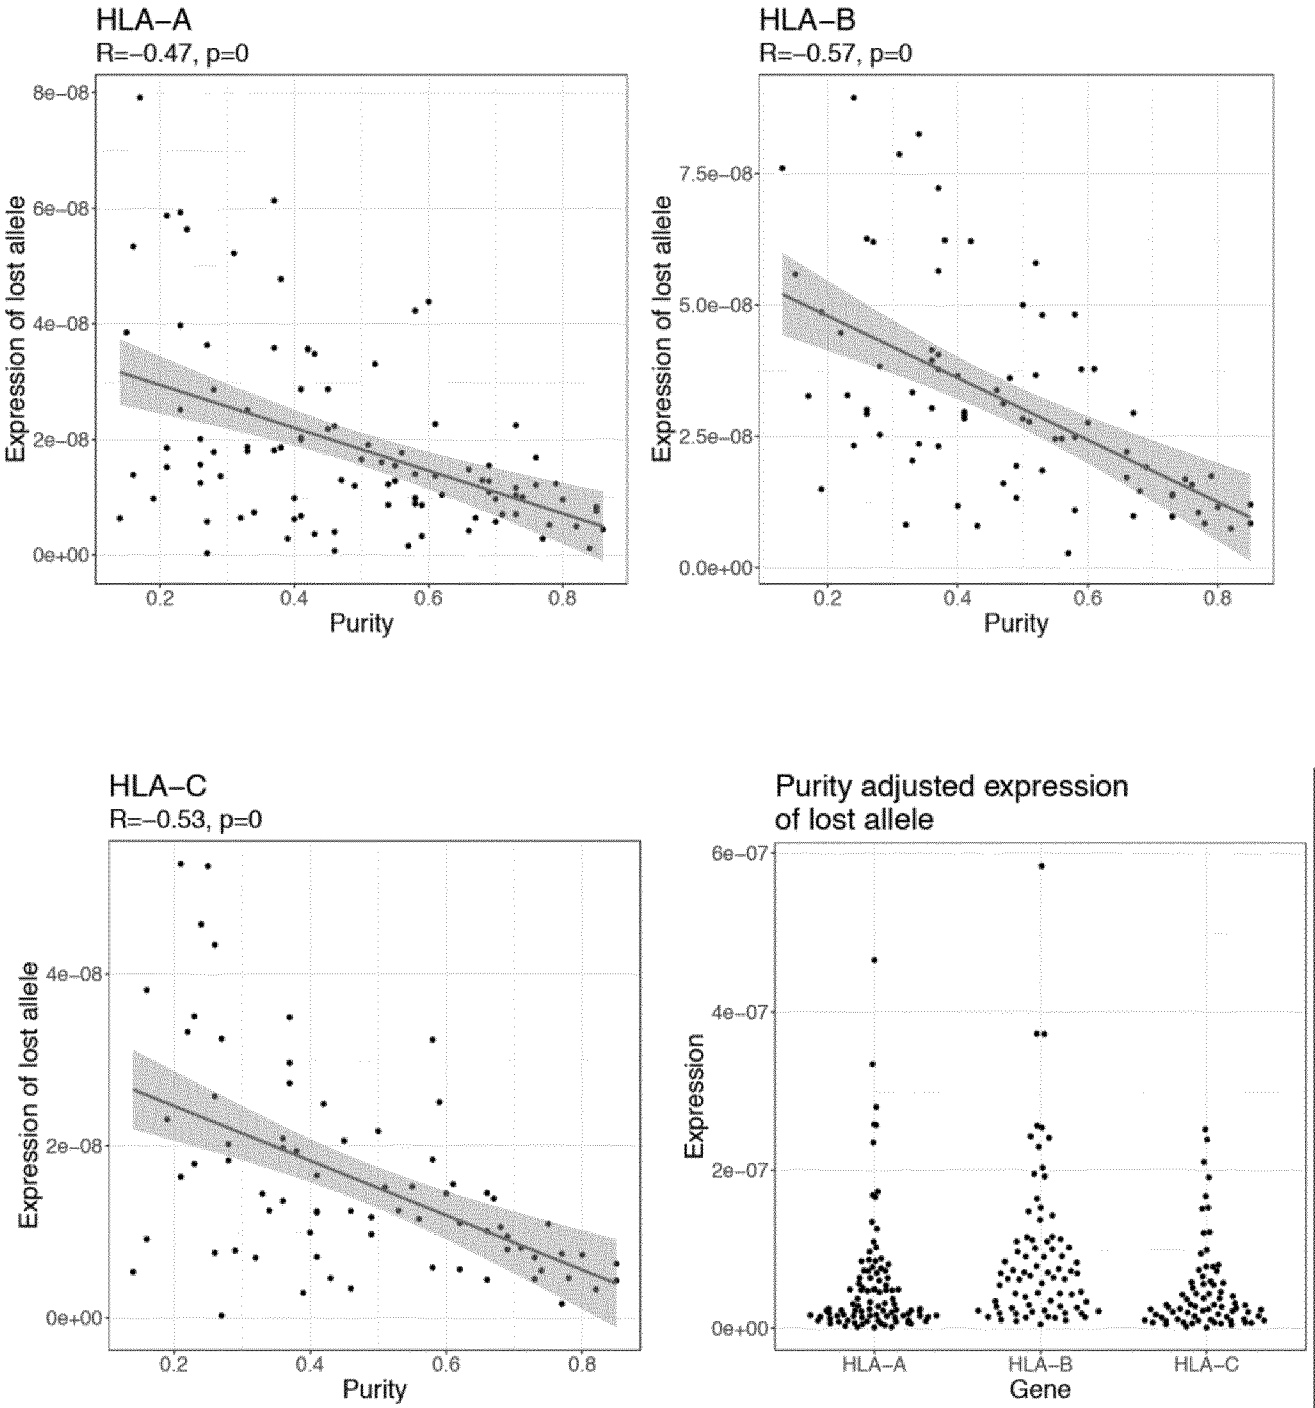 HLA−A
R=−0.47, p=0
Expression of lost allele
8e−08
6e−08
4e−08
2e−08
0e+00
0.2
0.4
0.6
0.8
Purity
HLA−B
R=−0.57, p=0
Expression of lost allele
7.5e−08
5.0e−08
2.5e−08
0.0e+00
0.2
0.4
0.6
0.8
Purity
HLA−C
R=−0.53, p=0
Expression of lost allele
4e−08
2e−08
0e+00
0.2
0.4
0.6
0.8
Purity
Purity adjusted expression
of lost allele
Expression
6e−07
4e−07
2e−07
0e+00
HLA−A
HLA−B
HLA−C
Gene